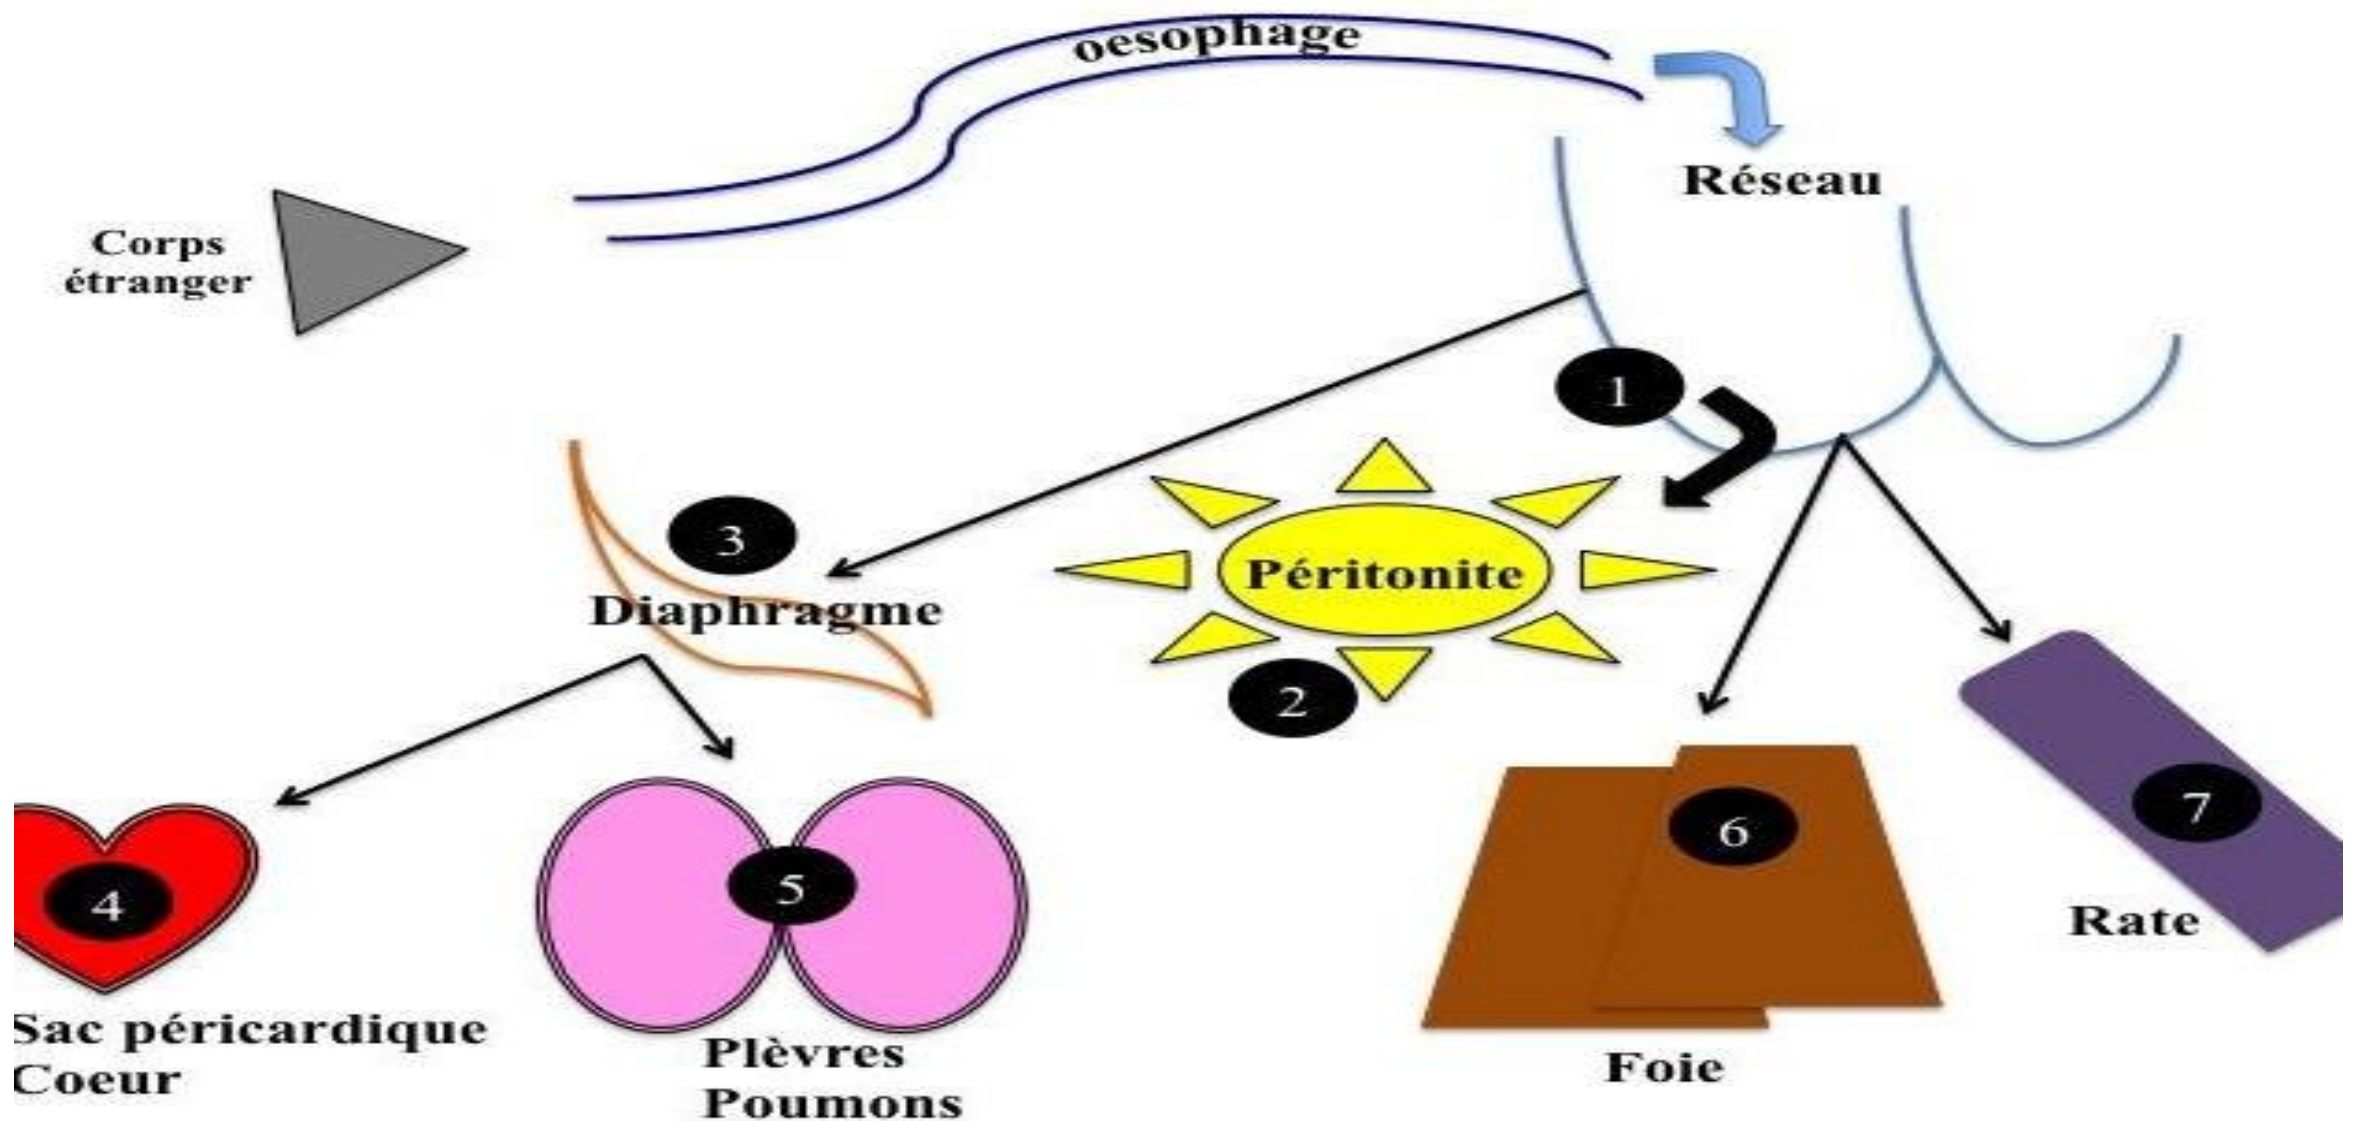 oesophage
Réseau
Corps
étranger
1
3
Diaphragme
Péritonite
2
4
5
6
7
Sac péricardique
Coeur
Plèvres
Poumons
Foie
Rate